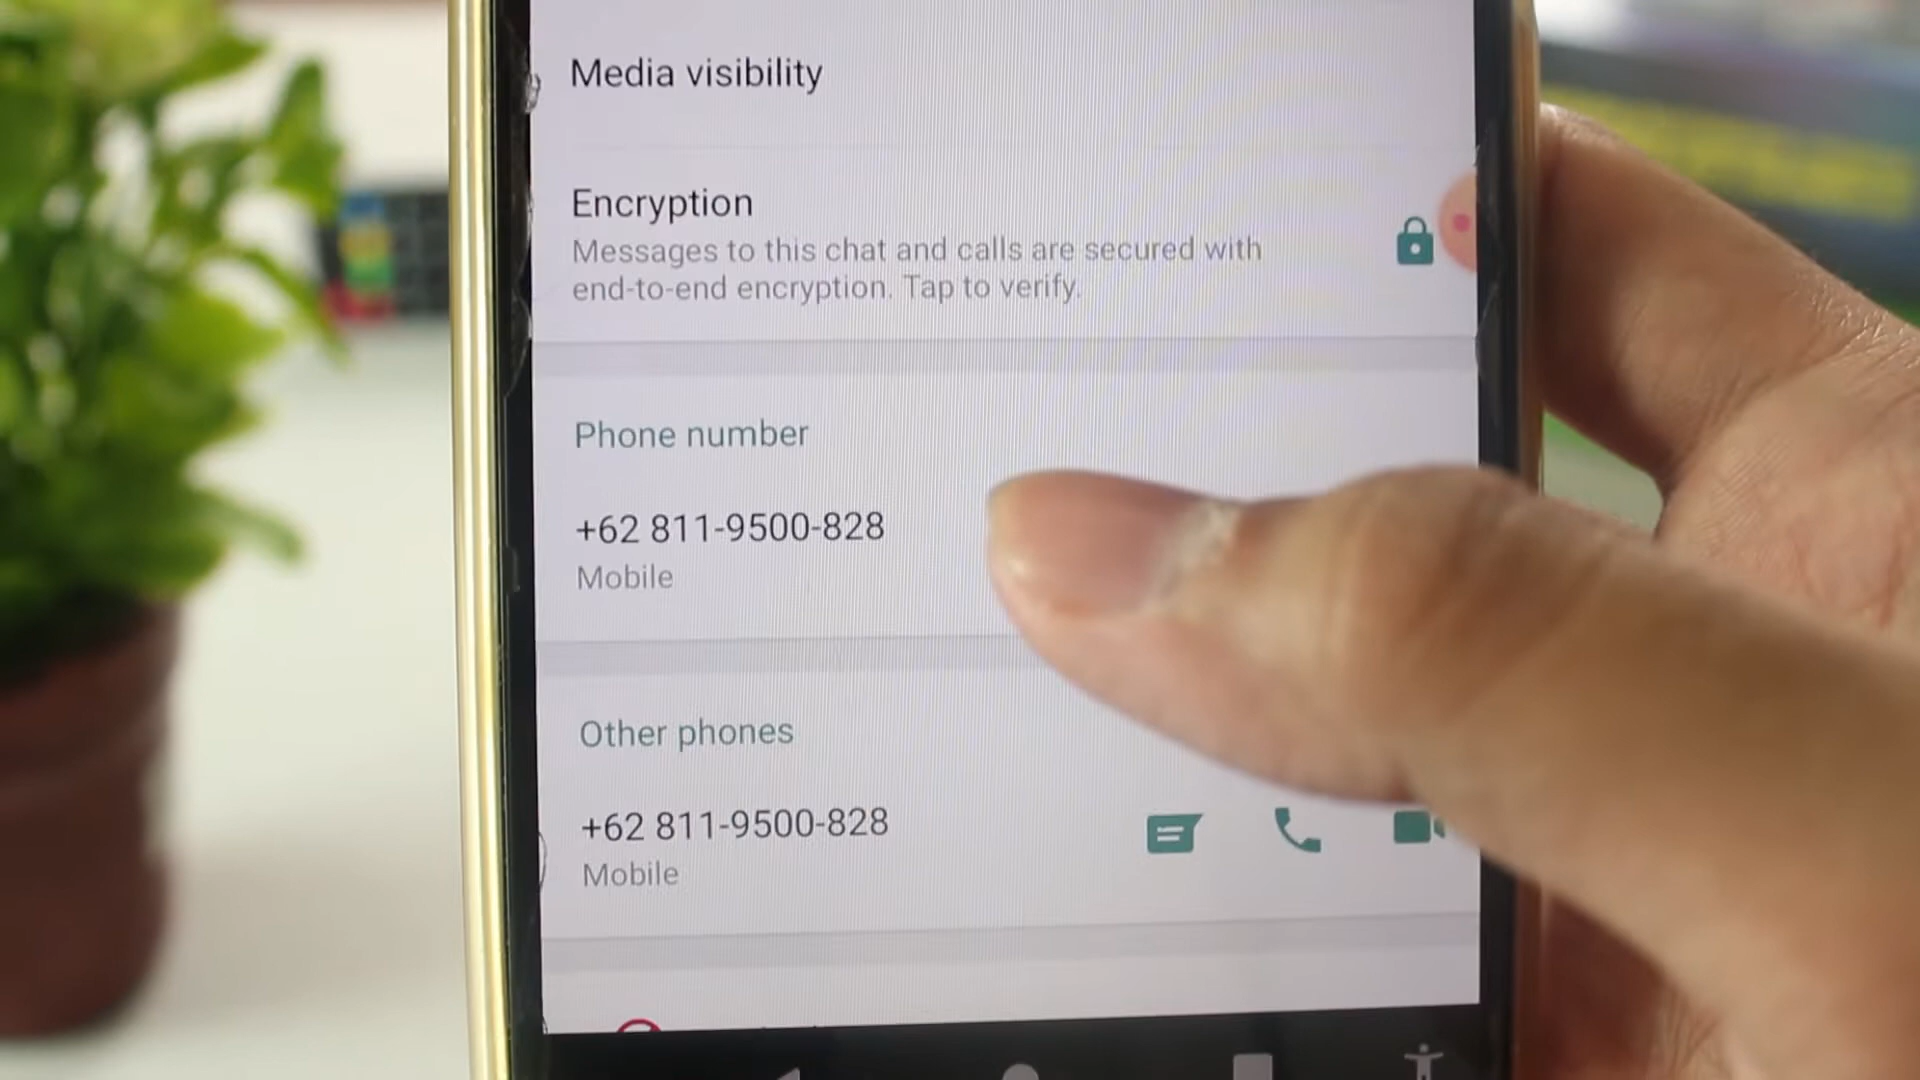 Media visibility
Encryption
Messages to this chat and calls are secured with
end-to-end encryption. Tap to verify.
Phone number
+62 811-9500-828
Mobile
Other phones
+62 811-9500-828
Mobile